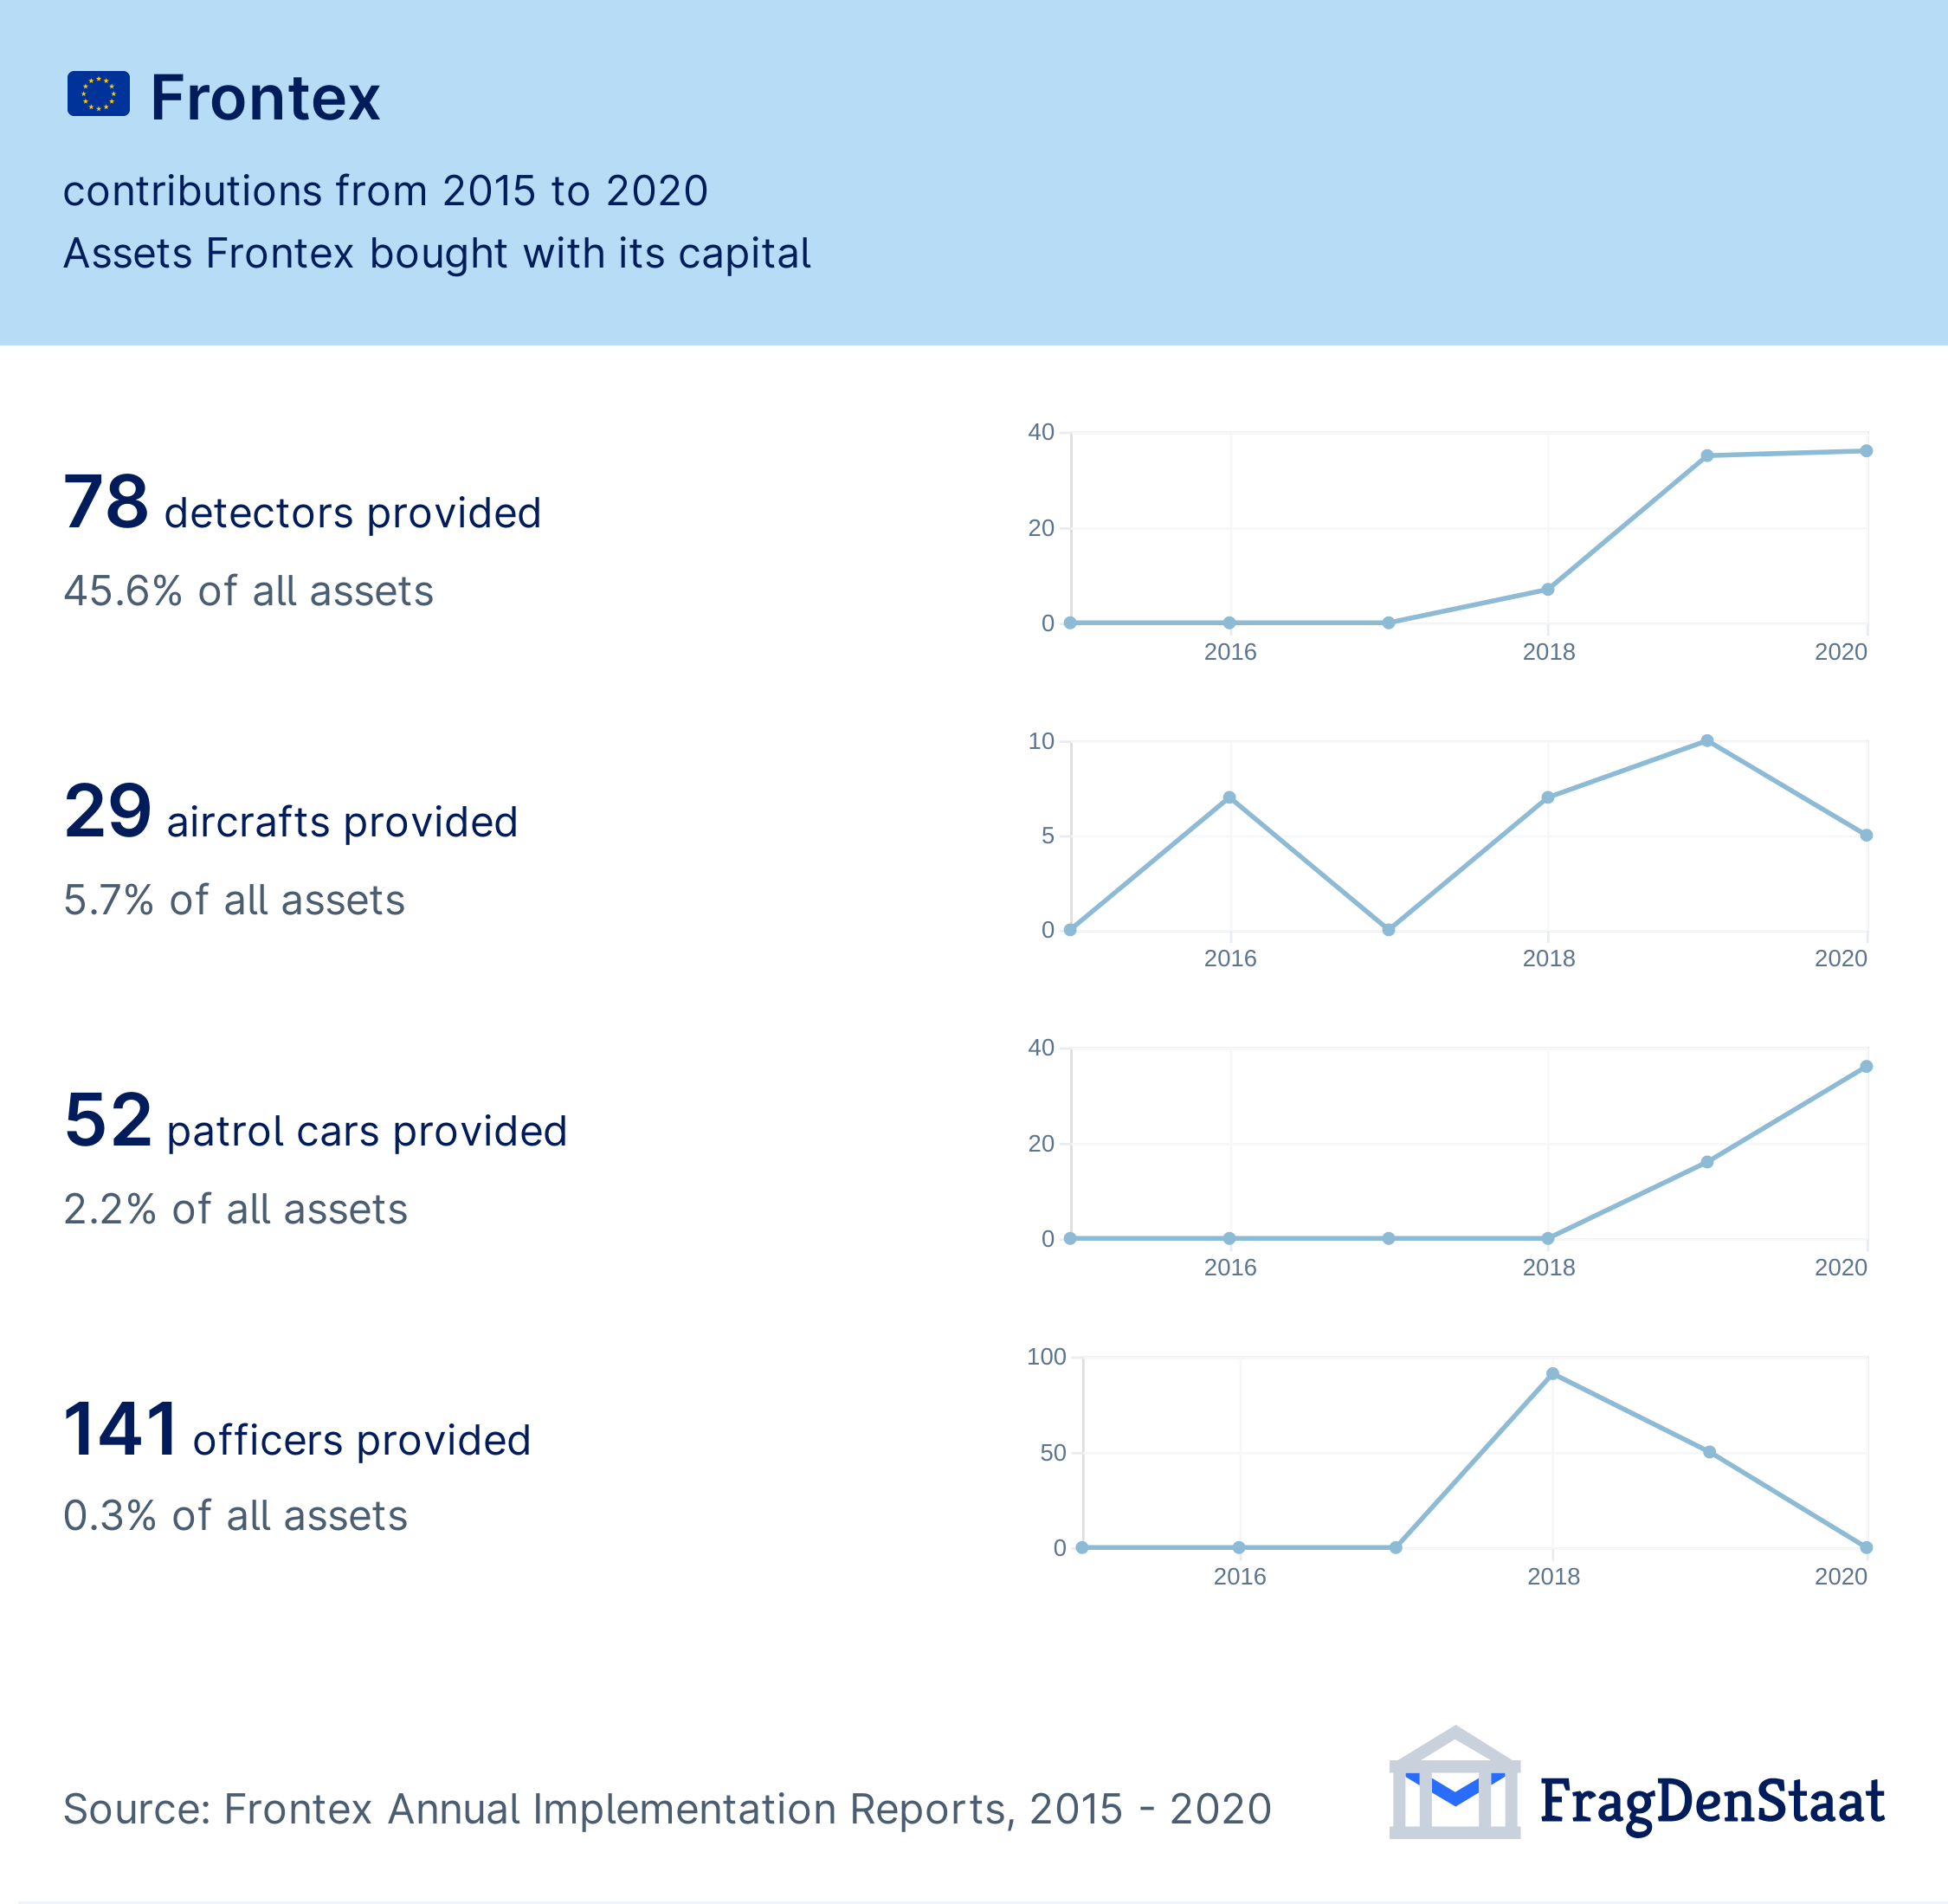 Frontex
contributions from 2015 to 2020
Assets Frontex bought with its capital
78 detectors provided
45.6% of all assets
40
20
0
2016 2018 2020
29 aircrafts provided
5.7% of all assets
10
5
0
2016 2018 2020
52 patrol cars provided
2.2% of all assets
40
20
0
2016 2018 2020
141 officers provided
0.3% of all assets
100
50
0
2016 2018 2020
Source: Frontex Annual Implementation Reports, 2015 - 2020
FragDenStaat